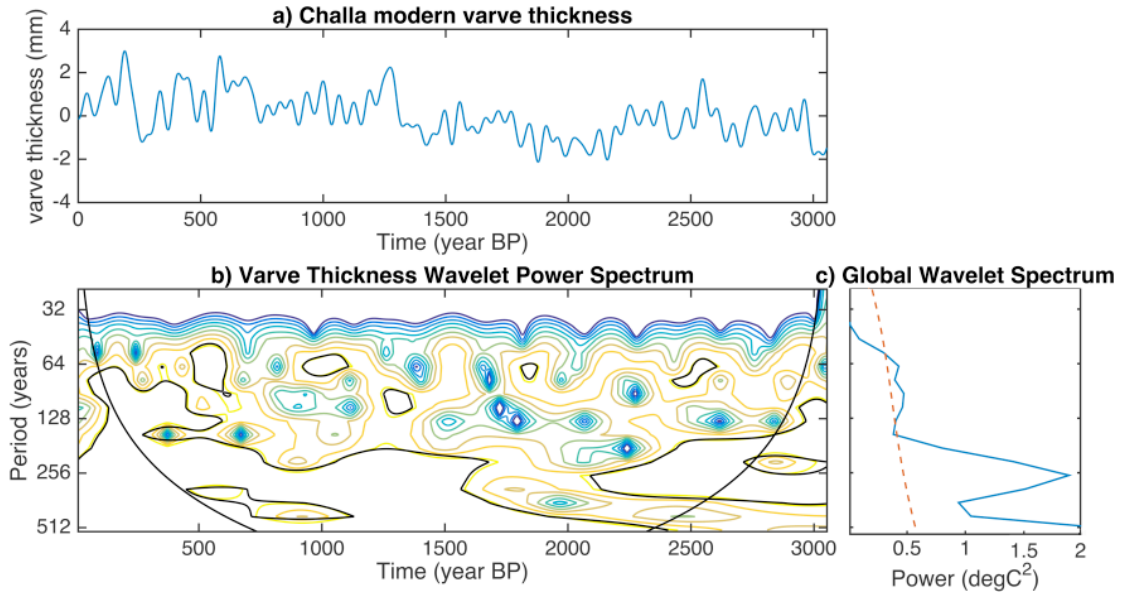 a) Challa modern varve thickness
varve thickness (mm)
4
2
0
-2
-4
0 500 1000 1500 2000 2500 3000
Time (year BP)
b) Varve Thickness Wavelet Power Spectrum
Period (years)
32
64
128
256
512
500 1000 1500 2000 2500 3000
Time (year BP)
c) Global Wavelet Spectrum
0.5 1 1.5 2
Power (degC²)